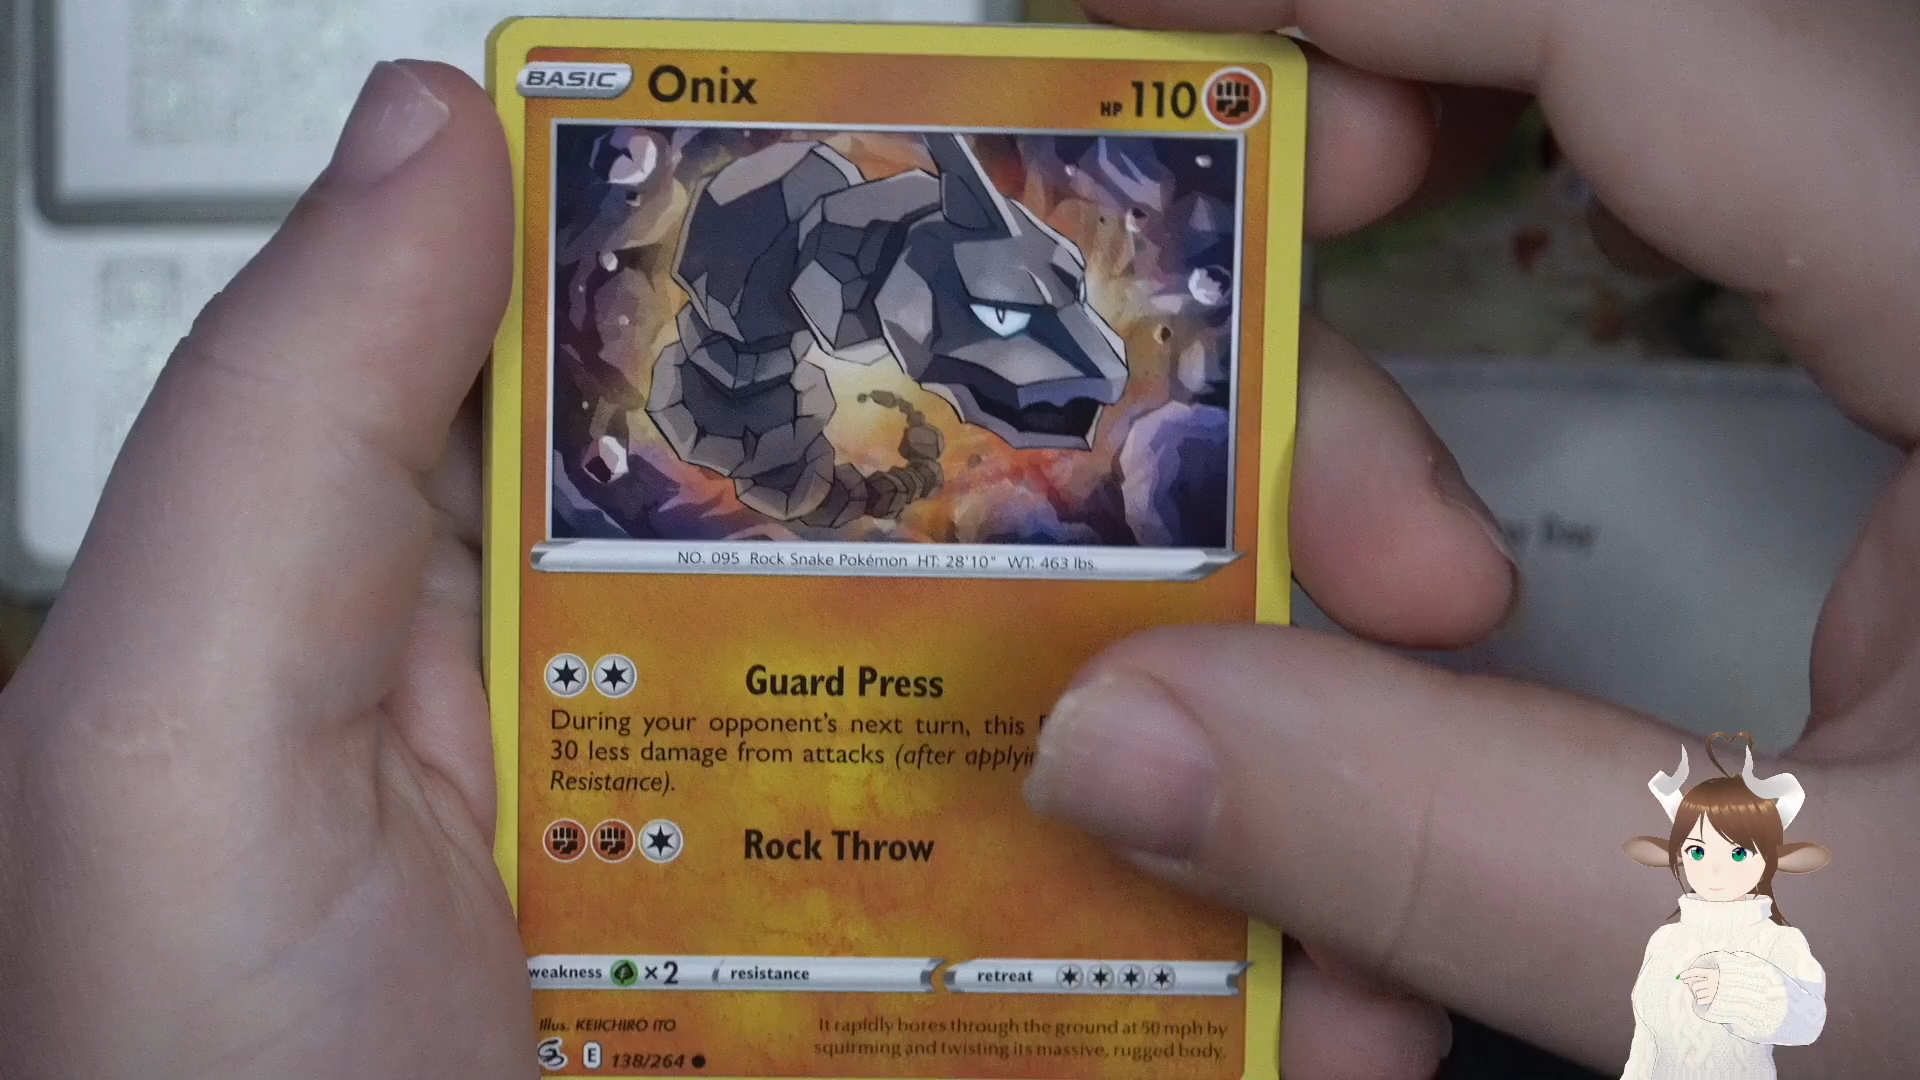 BASIC Onix HP 110
NO. 095 Rock Snake Pokémon HT: 28'10" WT: 463 lbs.
Guard Press
During your opponent's next turn, this
30 less damage from attacks (after
Resistance).
Rock Throw
weakness ×2 resistance retreat
Illus. KEIICHIRO ITO
It rapidly bores through the ground at 50 mph by
squirming and twisting its massive, rugged body.
E 138/264